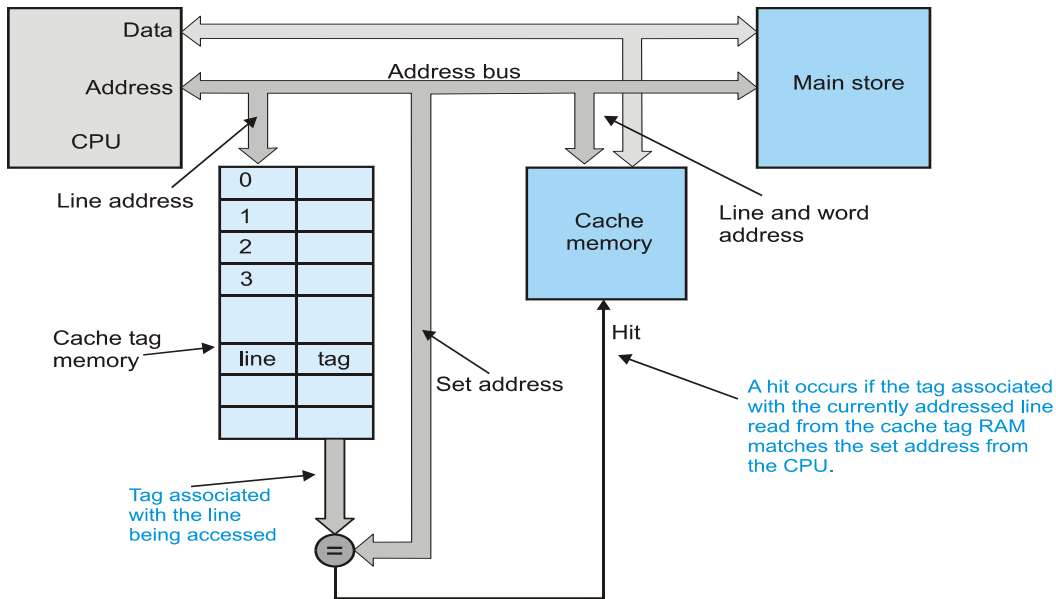 Data
Address bus
Address
CPU
Main store
Line address
0
1
2
3
line
tag
Cache tag
memory
Cache
memory
Line and word
address
Hit
Set address
A hit occurs if the tag associated
with the currently addressed line
read from the cache tag RAM
matches the set address from
the CPU.
Tag associated
with the line
being accessed
=